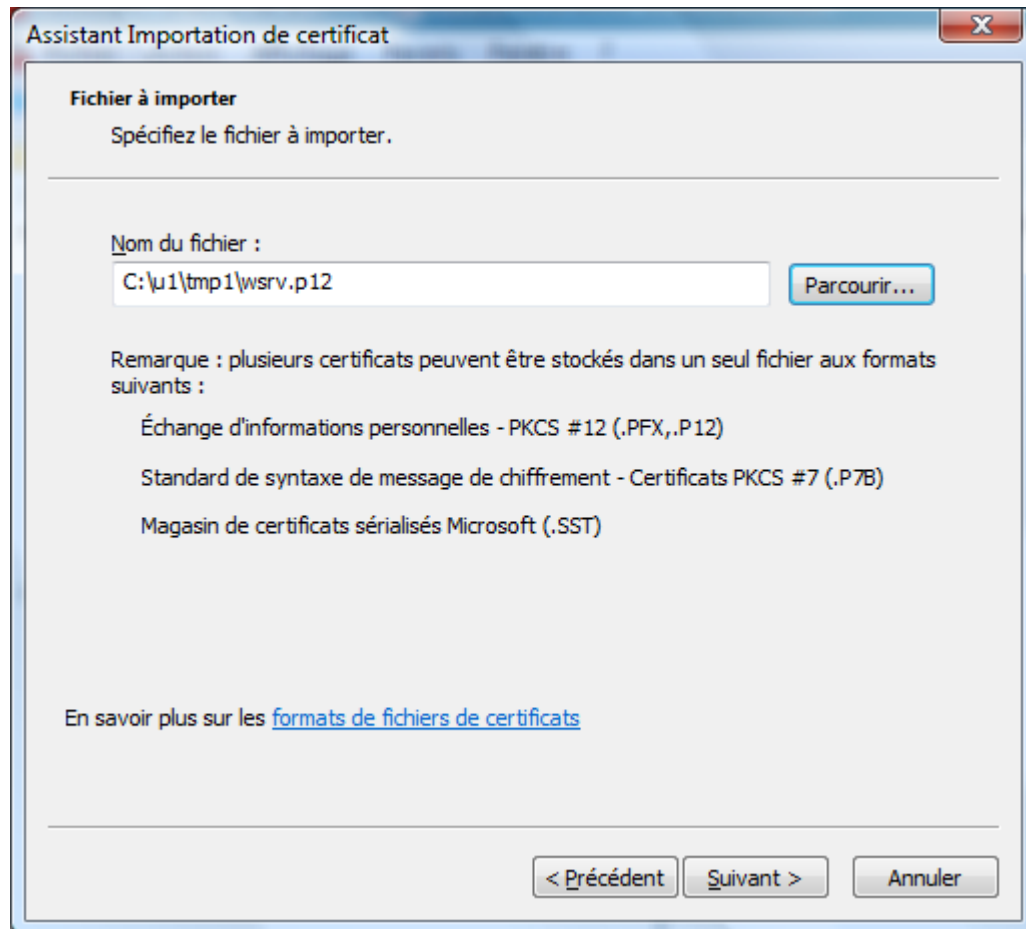 Assistant Importation de certificat
Fichier à importer
Spécifiez le fichier à importer.
Nom du fichier :
C:\u1\tmp1\wsrv.p12
Parcourir...
Remarque : plusieurs certificats peuvent être stockés dans un seul fichier aux formats
suivants :
Échange d'informations personnelles - PKCS #12 (.PFX,.P12)
Standard de syntaxe de message de chiffrement - Certificats PKCS #7 (.P7B)
Magasin de certificats sérialisés Microsoft (.SST)
En savoir plus sur les formats de fichiers de certificats
< Précédent Suivant > Annuler